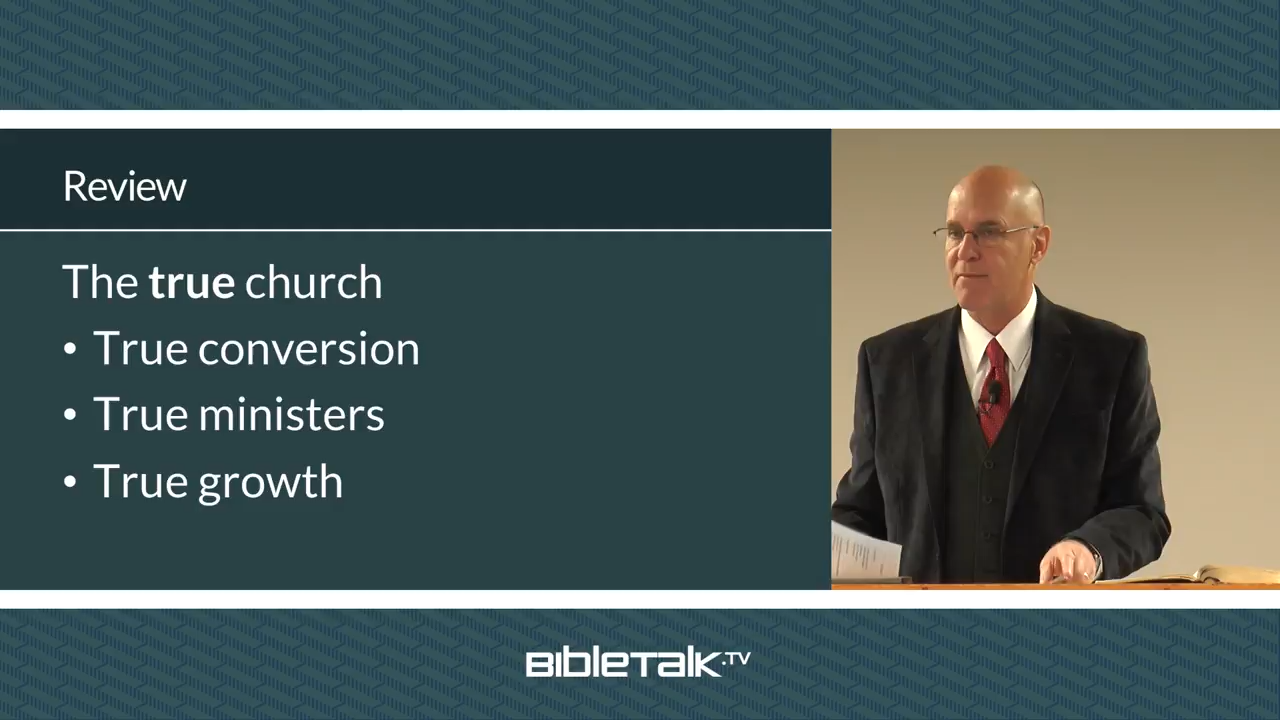 Review
The true church
• True conversion
• True ministers
• True growth
BibleTalk.TV